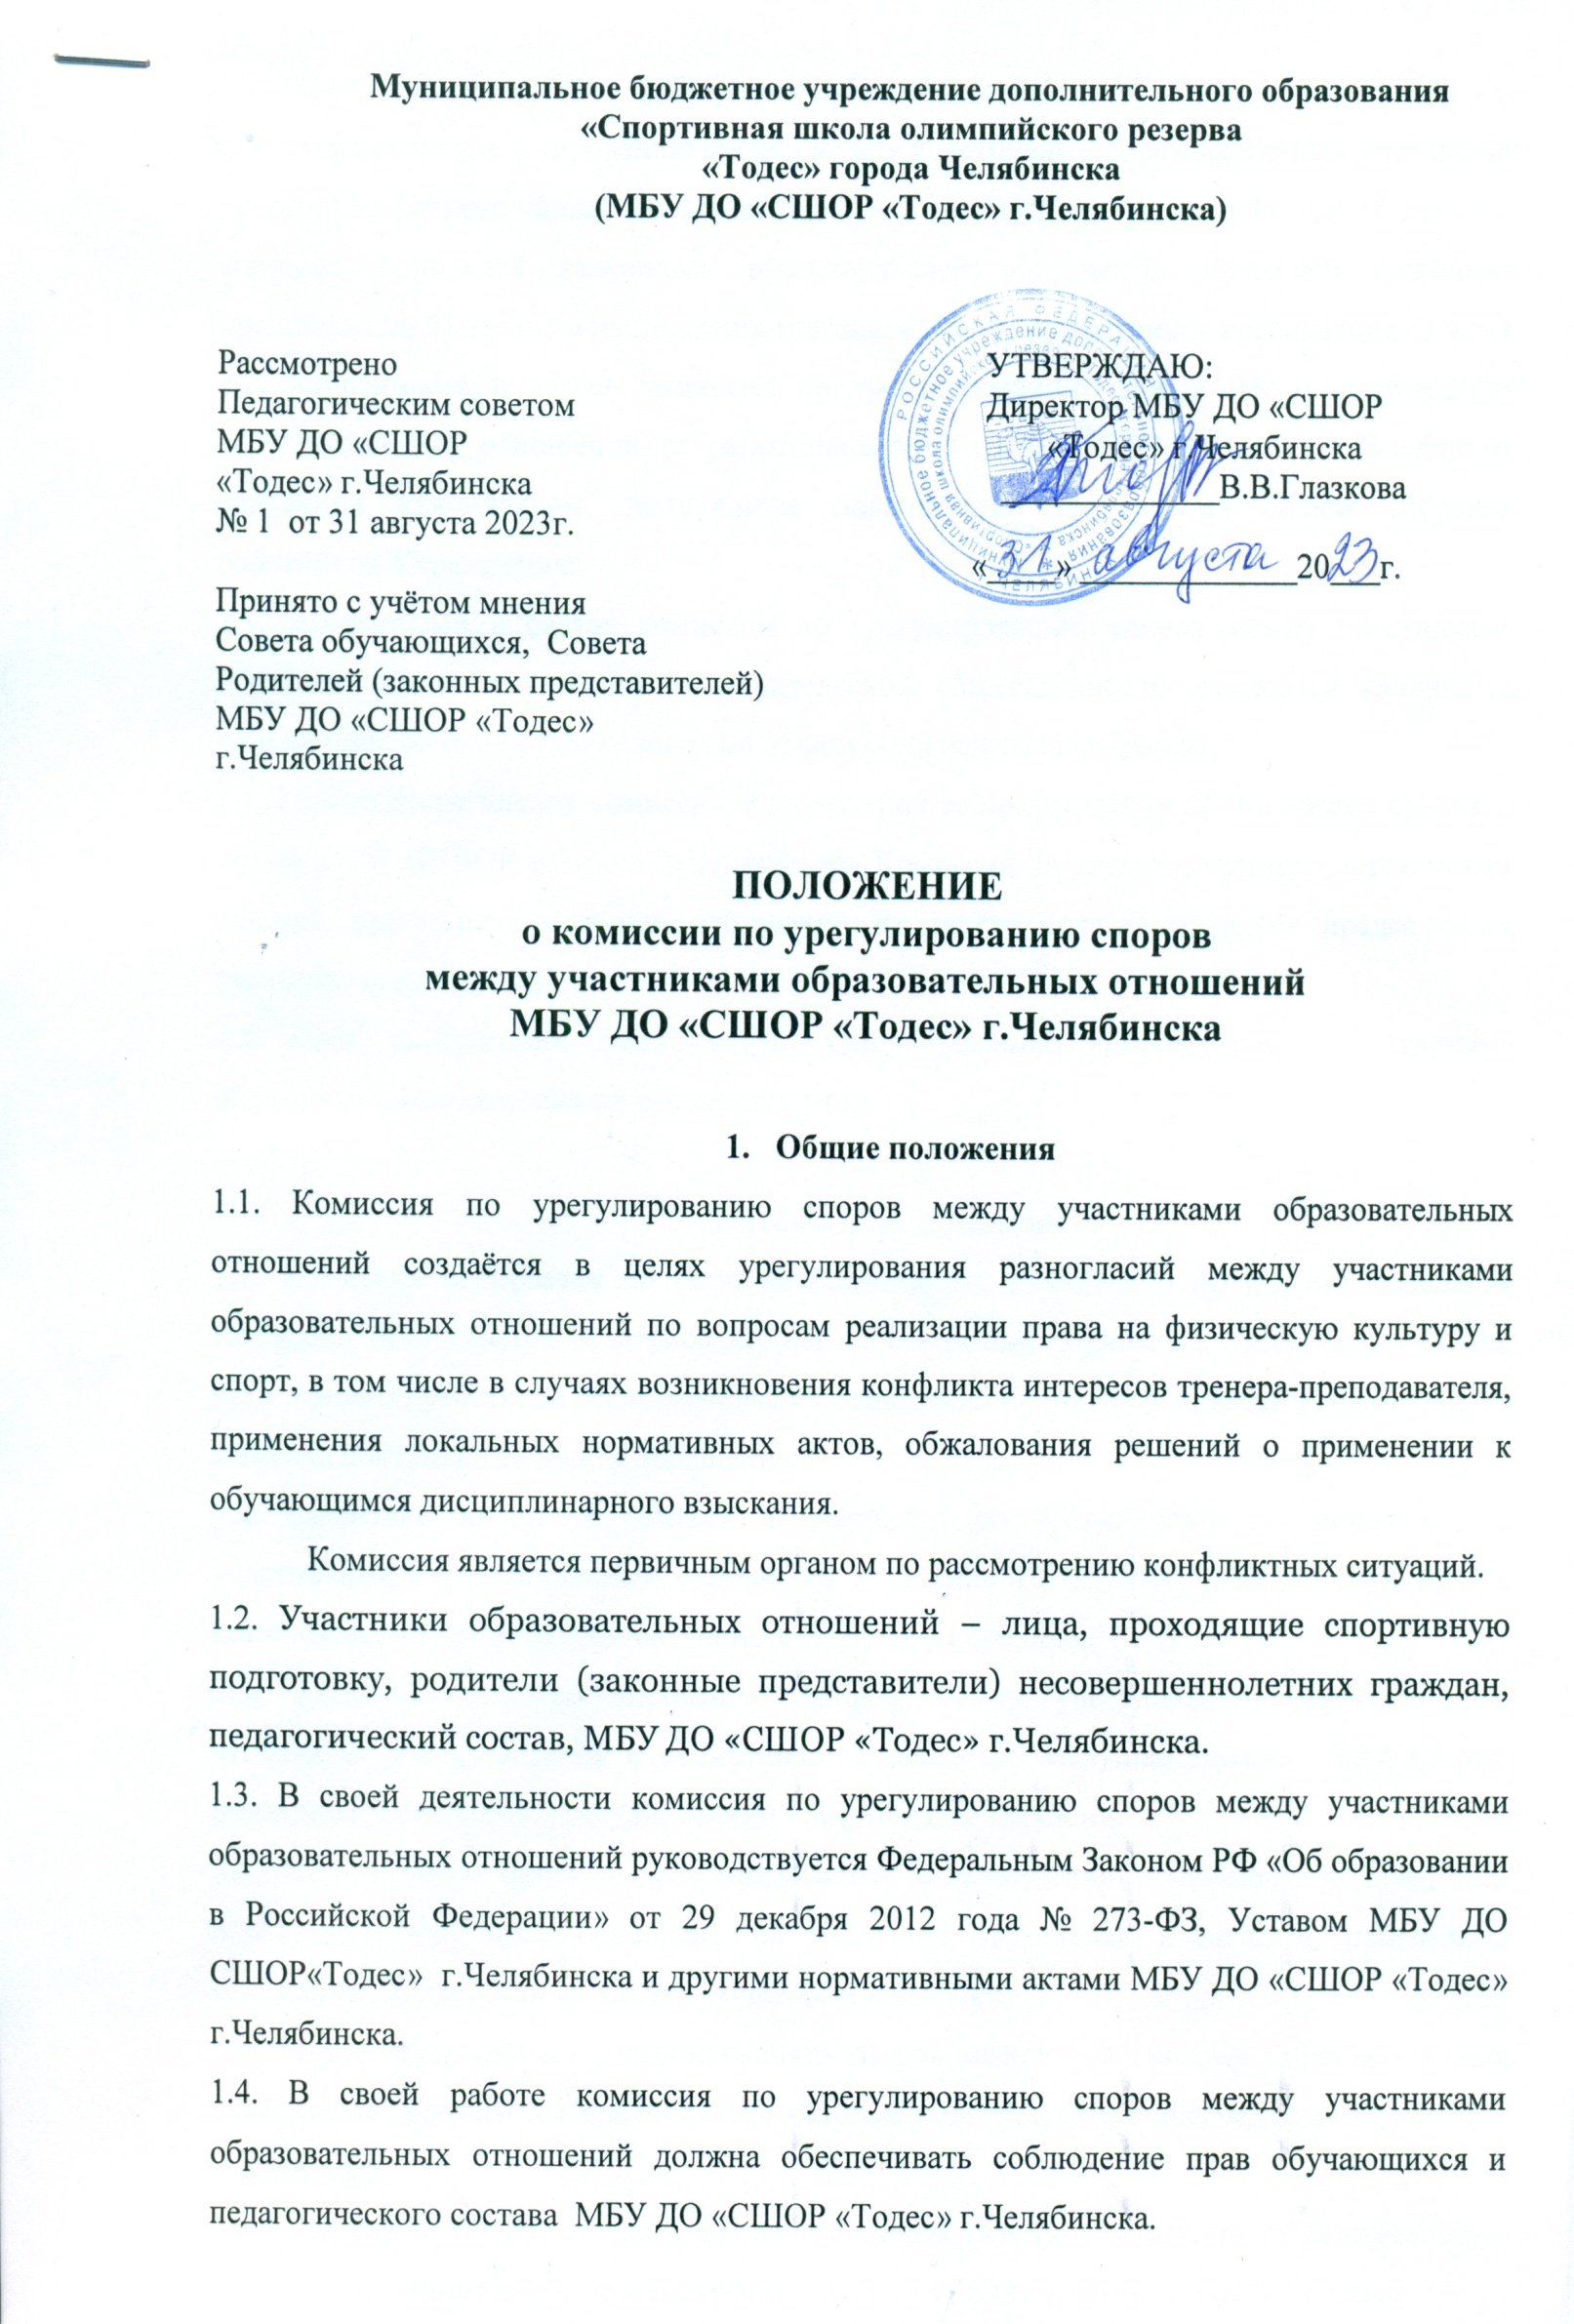 Муниципальное бюджетное учреждение дополнительного образования
«Спортивная школа олимпийского резерва
«Тодес» города Челябинска
(МБУ ДО «СШОР «Тодес» г.Челябинска)
Рассмотрено
Педагогическим советом
МБУ ДО «СШОР
«Тодес» г.Челябинска
№ 1 от 31 августа 2023г.
Принято с учётом мнения
Совета обучающихся, Совета
Родителей (законных представителей)
МБУ ДО «СШОР «Тодес»
г.Челябинска
УТВЕРЖДАЮ:
Директор МБУ ДО «СШОР
«Тодес» г.Челябинска
____________В.В.Глазкова
«31» августа 2023г.
РОССИЙСКАЯ ФЕДЕРАЦИЯ
ПОЛОЖЕНИЕ
о комиссии по урегулированию споров
между участниками образовательных отношений
МБУ ДО «СШОР «Тодес» г.Челябинска
1. Общие положения
1.1. Комиссия по урегулированию споров между участниками образовательных
отношений создаётся в целях урегулирования разногласий между участниками
образовательных отношений по вопросам реализации права на физическую культуру и
спорт, в том числе в случаях возникновения конфликта интересов тренера-преподавателя,
применения локальных нормативных актов, обжалования решений о применении к
обучающимся дисциплинарного взыскания.
Комиссия является первичным органом по рассмотрению конфликтных ситуаций.
1.2. Участники образовательных отношений – лица, проходящие спортивную
подготовку, родители (законные представители) несовершеннолетних граждан,
педагогический состав, МБУ ДО «СШОР «Тодес» г.Челябинска.
1.3. В своей деятельности комиссия по урегулированию споров между участниками
образовательных отношений руководствуется Федеральным Законом РФ «Об образовании
в Российской Федерации» от 29 декабря 2012 года № 273-ФЗ, Уставом МБУ ДО
СШОР«Тодес» г.Челябинска и другими нормативными актами МБУ ДО «СШОР «Тодес»
г.Челябинска.
1.4. В своей работе комиссия по урегулированию споров между участниками
образовательных отношений должна обеспечивать соблюдение прав обучающихся и
педагогического состава МБУ ДО «СШОР «Тодес» г.Челябинска.